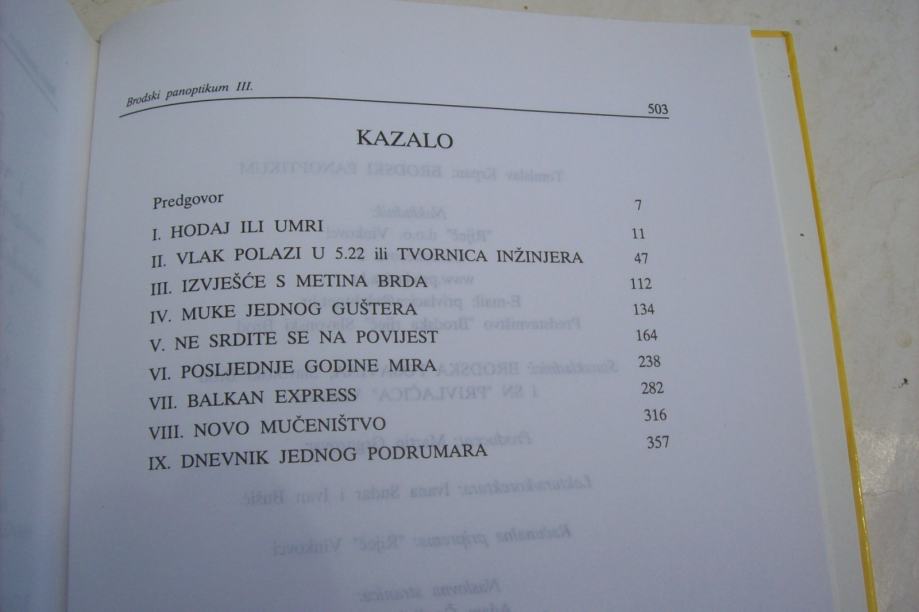 Brodski panoptikum III.
503
KAZALO
Predgovor 7
I. HODAJ ILI UMRI 11
II. VLAK POLAZI U 5.22 ili TVORNICA INŽINJERA 47
III. IZVJEŠĆE S METINA BRDA 112
IV. MUKE JEDNOG GUŠTERA 134
V. NE SRDITE SE NA POVIJEST 164
VI. POSLJEDNJE GODINE MIRA 238
VII. BALKAN EXPRESS 282
VIII. NOVO MUČENIŠTVO 316
IX. DNEVNIK JEDNOG PODRUMARA 357